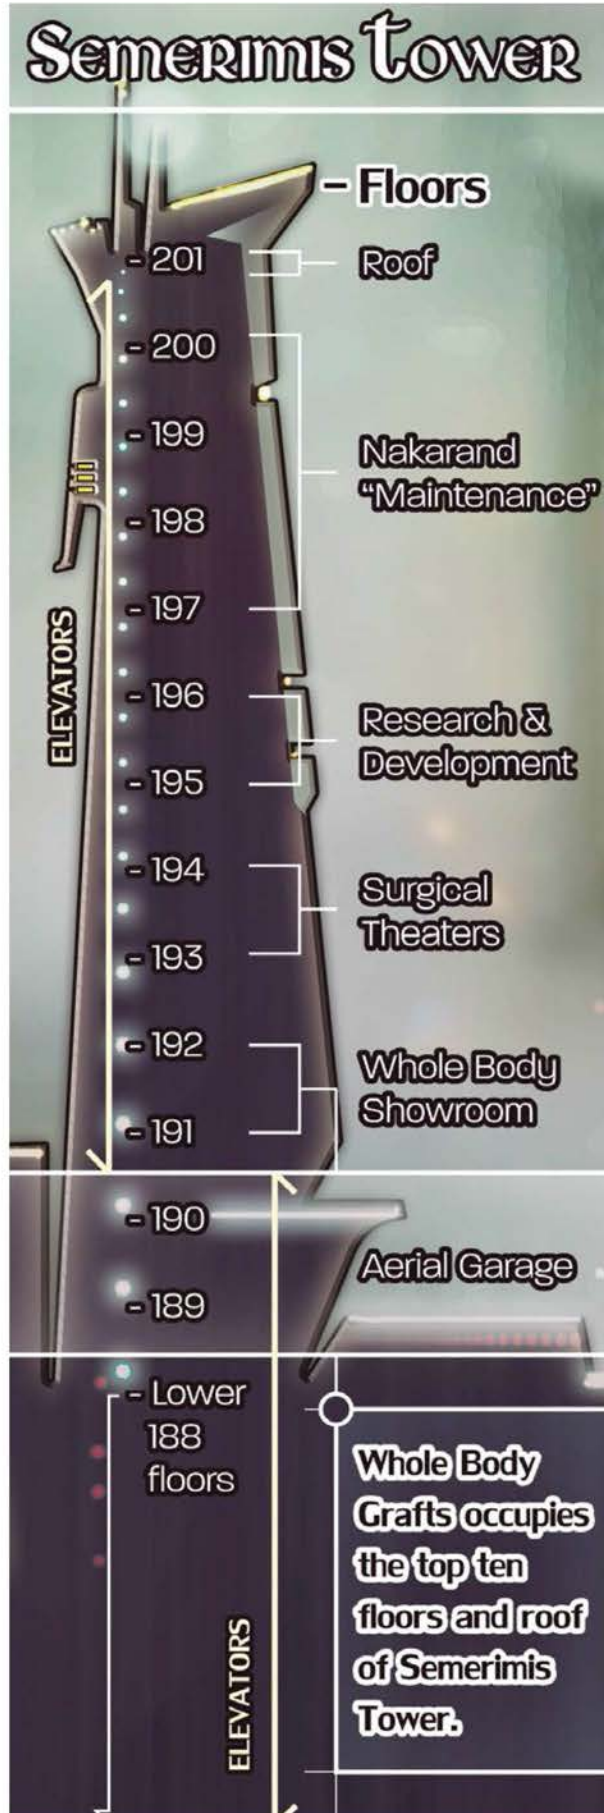 Semerimis Tower
– Floors
- 201
Roof
- 200
- 199
Nakarand
“Maintenance”
- 198
- 197
ELEVATORS
- 196
Research &
Development
- 195
- 194
Surgical
Theaters
- 193
- 192
Whole Body
Showroom
- 191
- 190
Aerial Garage
- 189
- Lower
188
floors
Whole Body
Grafts occupies
the top ten
floors and roof
of Semerimis
Tower.
ELEVATORS